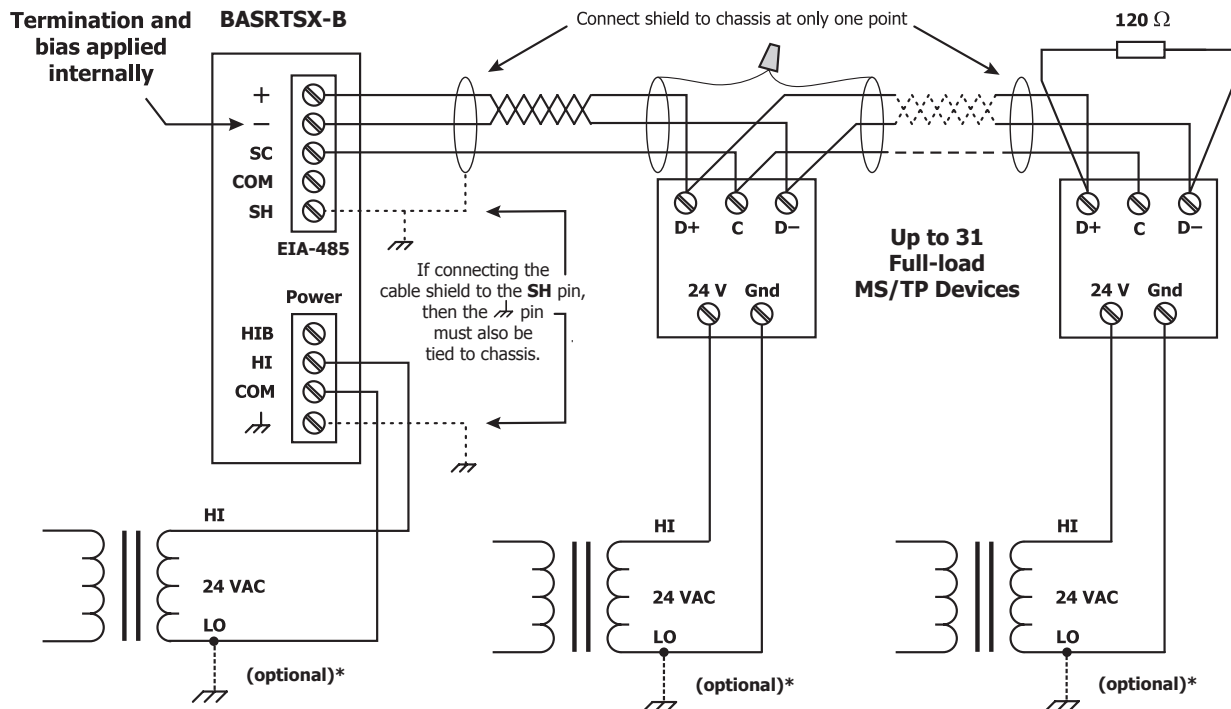 Termination and
bias applied
internally
BASRTSX-B
Connect shield to chassis at only one point
120 Ω
+
−
SC
COM
SH
EIA-485
Power
HIB
HI
COM
If connecting the
cable shield to the SH pin,
then the pin
must also be
tied to chassis.
D+ C D−
24 V Gnd
Up to 31
Full-load
MS/TP Devices
D+ C D−
24 V Gnd
HI
24 VAC
LO
(optional)*
HI
24 VAC
LO
(optional)*
HI
24 VAC
LO
(optional)*